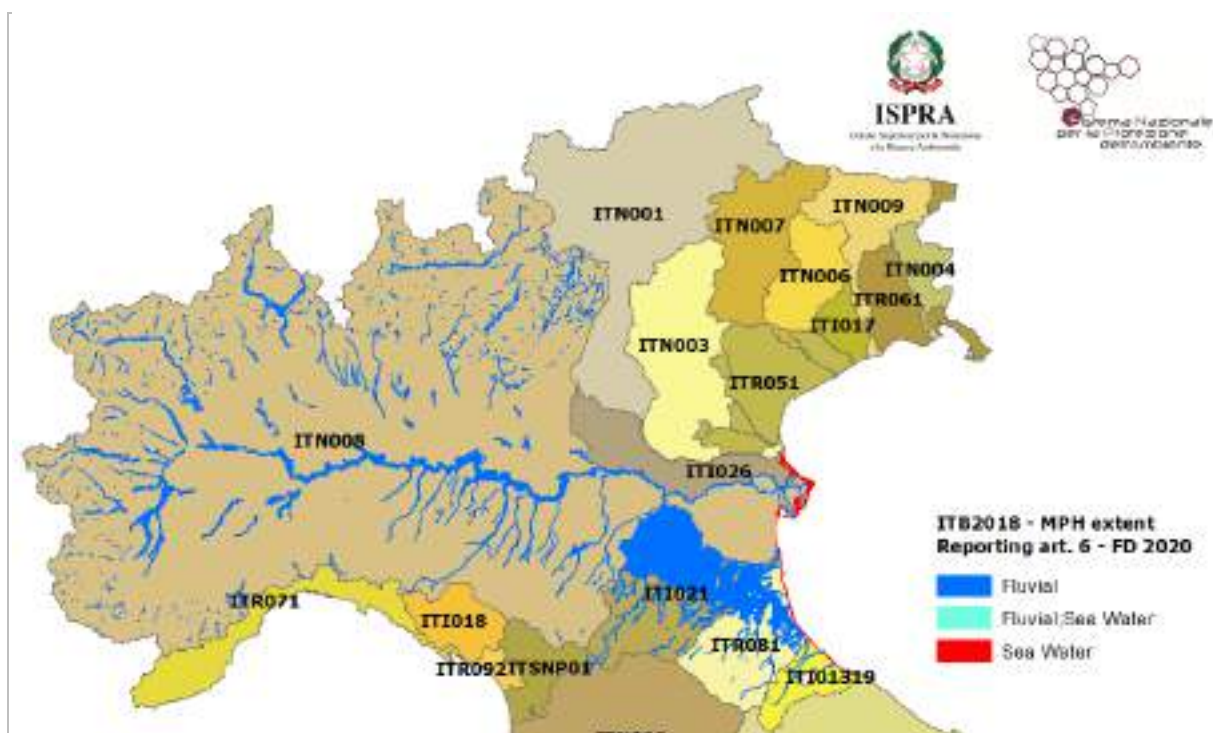 ISPRA
ITN001
ITN007
ITN009
ITN006
ITN004
ITR061
ITI017
ITN003
ITR051
ITN008
ITI026
ITB2018 - MPH extent
Reporting art. 6 - FD 2020
Fluvial
Fluvial;Sea Water
Sea Water
ITR071
ITI021
ITI018
ITR081
ITR092
ITSNP01
ITI01319